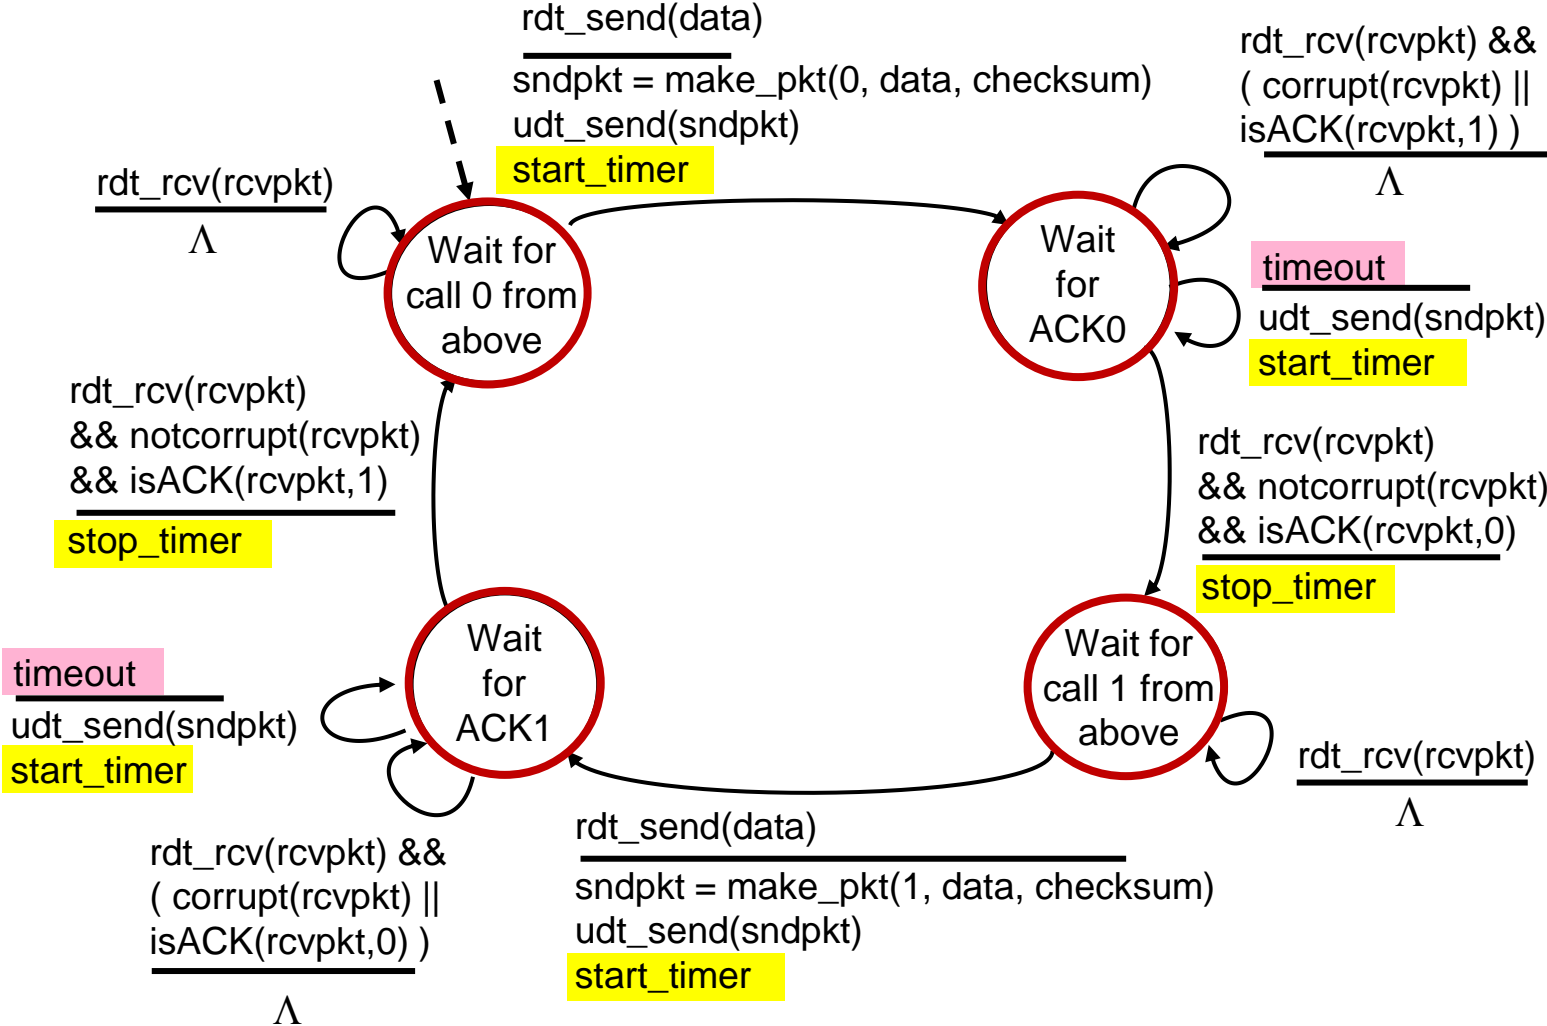 rdt_send(data)
sndpkt = make_pkt(0, data, checksum)
udt_send(sndpkt)
start_timer
rdt_rcv(rcvpkt) &&
( corrupt(rcvpkt) ||
isACK(rcvpkt,1) )
Λ
rdt_rcv(rcvpkt)
Λ
Wait for
call 0 from
above
Wait
for
ACK0
timeout
udt_send(sndpkt)
start_timer
rdt_rcv(rcvpkt)
&& notcorrupt(rcvpkt)
&& isACK(rcvpkt,1)
stop_timer
rdt_rcv(rcvpkt)
&& notcorrupt(rcvpkt)
&& isACK(rcvpkt,0)
stop_timer
timeout
udt_send(sndpkt)
start_timer
Wait
for
ACK1
Wait for
call 1 from
above
rdt_rcv(rcvpkt)
Λ
rdt_rcv(rcvpkt) &&
( corrupt(rcvpkt) ||
isACK(rcvpkt,0) )
Λ
rdt_send(data)
sndpkt = make_pkt(1, data, checksum)
udt_send(sndpkt)
start_timer